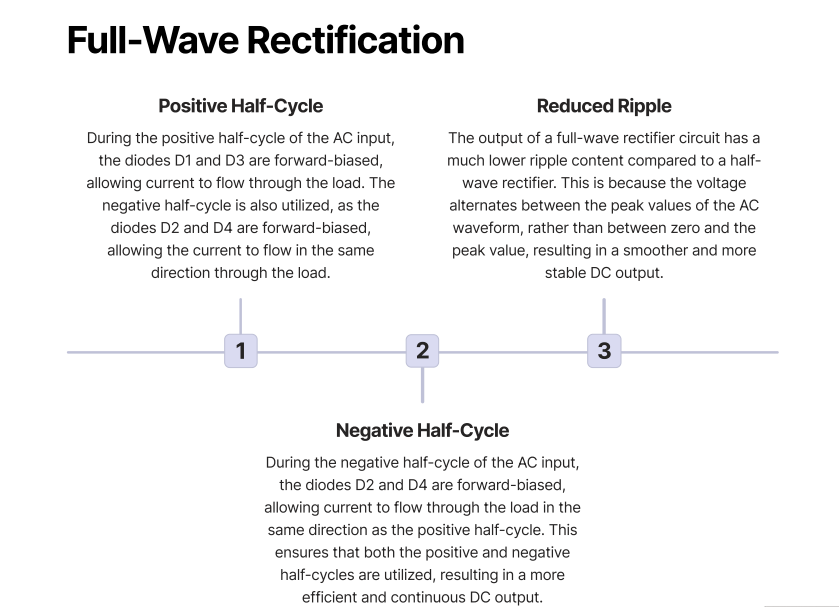 Full-Wave Rectification
Positive Half-Cycle
During the positive half-cycle of the AC input,
the diodes D1 and D3 are forward-biased,
allowing current to flow through the load. The
negative half-cycle is also utilized, as the
diodes D2 and D4 are forward-biased,
allowing the current to flow in the same
direction through the load.
1
2
Negative Half-Cycle
During the negative half-cycle of the AC input,
the diodes D2 and D4 are forward-biased,
allowing current to flow through the load in the
same direction as the positive half-cycle. This
ensures that both the positive and negative
half-cycles are utilized, resulting in a more
efficient and continuous DC output.
Reduced Ripple
The output of a full-wave rectifier circuit has a
much lower ripple content compared to a half-
wave rectifier. This is because the voltage
alternates between the peak values of the AC
waveform, rather than between zero and the
peak value, resulting in a smoother and more
stable DC output.
3